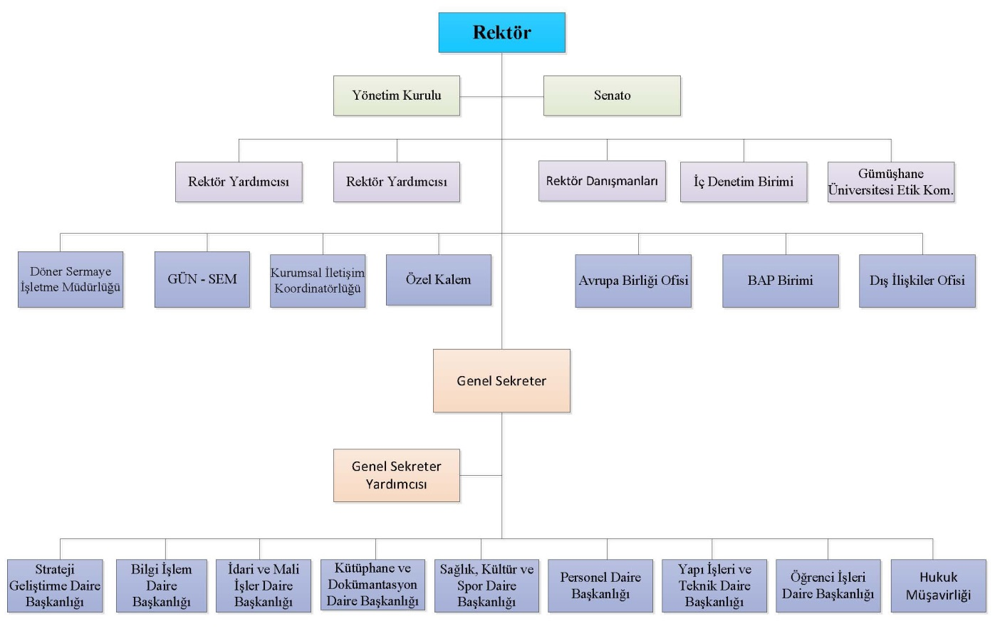 Rektör
Yönetim Kurulu
Senato
Rektör Yardımcısı
Rektör Yardımcısı
Rektör Danışmanları
İç Denetim Birimi
Gümüşhane
Üniversitesi Etik Kom.
Döner Sermaye
İşletme Müdürlüğü
GÜN - SEM
Kurumsal İletişim
Koordinatörlüğü
Özel Kalem
Avrupa Birliği Ofisi
BAP Birimi
Dış İlişkiler Ofisi
Genel Sekreter
Genel Sekreter
Yardımcısı
Strateji
Geliştirme Daire
Başkanlığı
Bilgi İşlem
Daire
Başkanlığı
İdari ve Mali
İşler Daire
Başkanlığı
Kütüphane ve
Dokümantasyon
Daire Başkanlığı
Sağlık, Kültür ve
Spor Daire
Başkanlığı
Personel Daire
Başkanlığı
Yapı İşleri ve
Teknik Daire
Başkanlığı
Öğrenci İşleri
Daire Başkanlığı
Hukuk
Müşavirliği